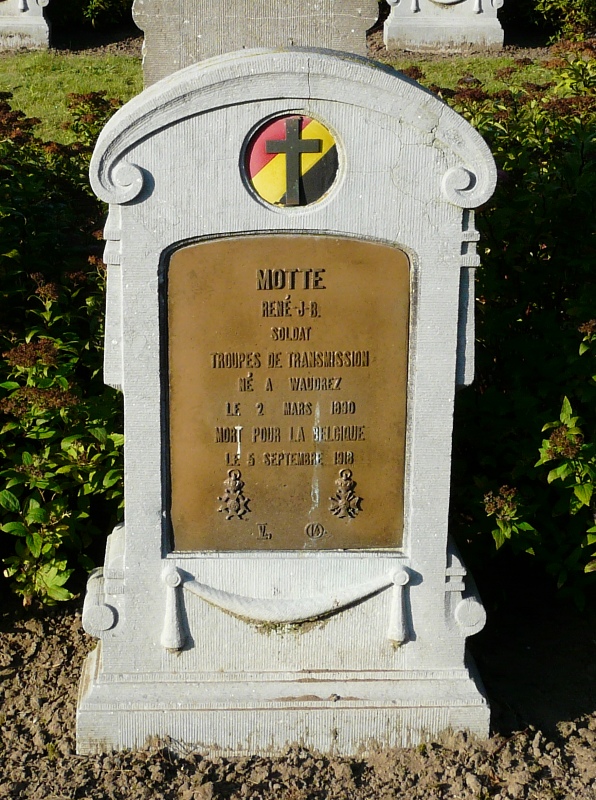 MOTTE
RENÉ-J-B.
SOLDAT
TROUPES DE TRANSMISSION
NÉ A WAUDREZ
LE 2 MARS 1890
MORT POUR LA BELGIQUE
LE 5 SEPTEMBRE 1918
V.